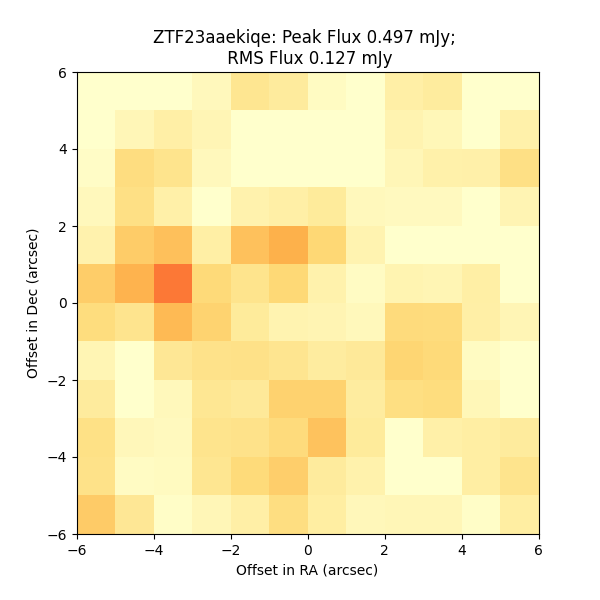 ZTF23aaekiqe: Peak Flux 0.497 mJy;
RMS Flux 0.127 mJy
6
4
2
0
−2
−4
−6
Offset in Dec (arcsec)
−6 −4 −2 0 2 4 6
Offset in RA (arcsec)